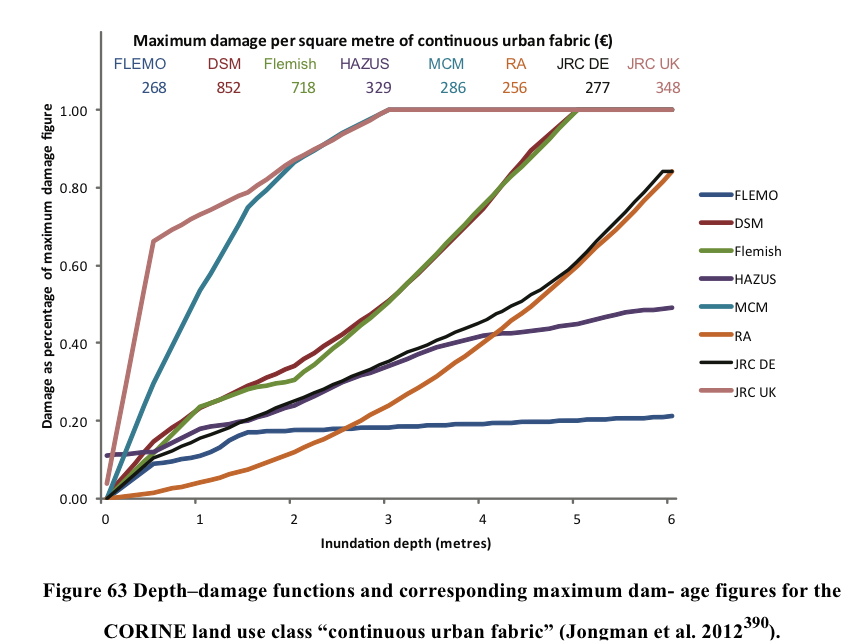 Maximum damage per square metre of continuous urban fabric (€)
FLEMO DSM Flemish HAZUS MCM RA JRC DE JRC UK
268 852 718 329 286 256 277 348
Damage as percentage of maximum damage figure
1.00
0.80
0.60
0.40
0.20
0.00
0 1 2 3 4 5 6
Inundation depth (metres)
FLEMO
DSM
Flemish
HAZUS
MCM
RA
JRC DE
JRC UK
Figure 63 Depth–damage functions and corresponding maximum dam- age figures for the
CORINE land use class “continuous urban fabric” (Jongman et al. 2012390).